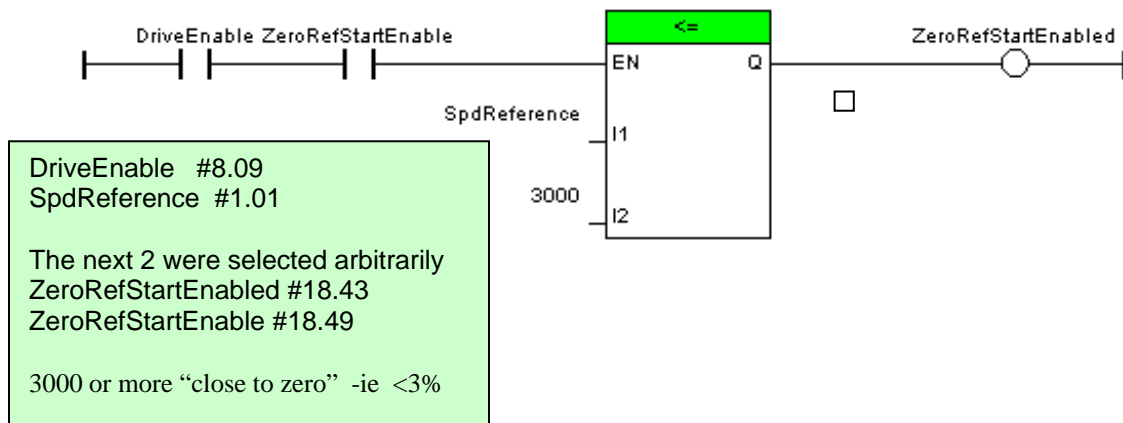 <=
DriveEnable ZeroRefStartEnable
ZeroRefStartEnabled
EN Q
SpdReference
I1
3000
I2
DriveEnable #8.09
SpdReference #1.01
The next 2 were selected arbitrarily
ZeroRefStartEnabled #18.43
ZeroRefStartEnable #18.49
3000 or more “close to zero” -ie <3%